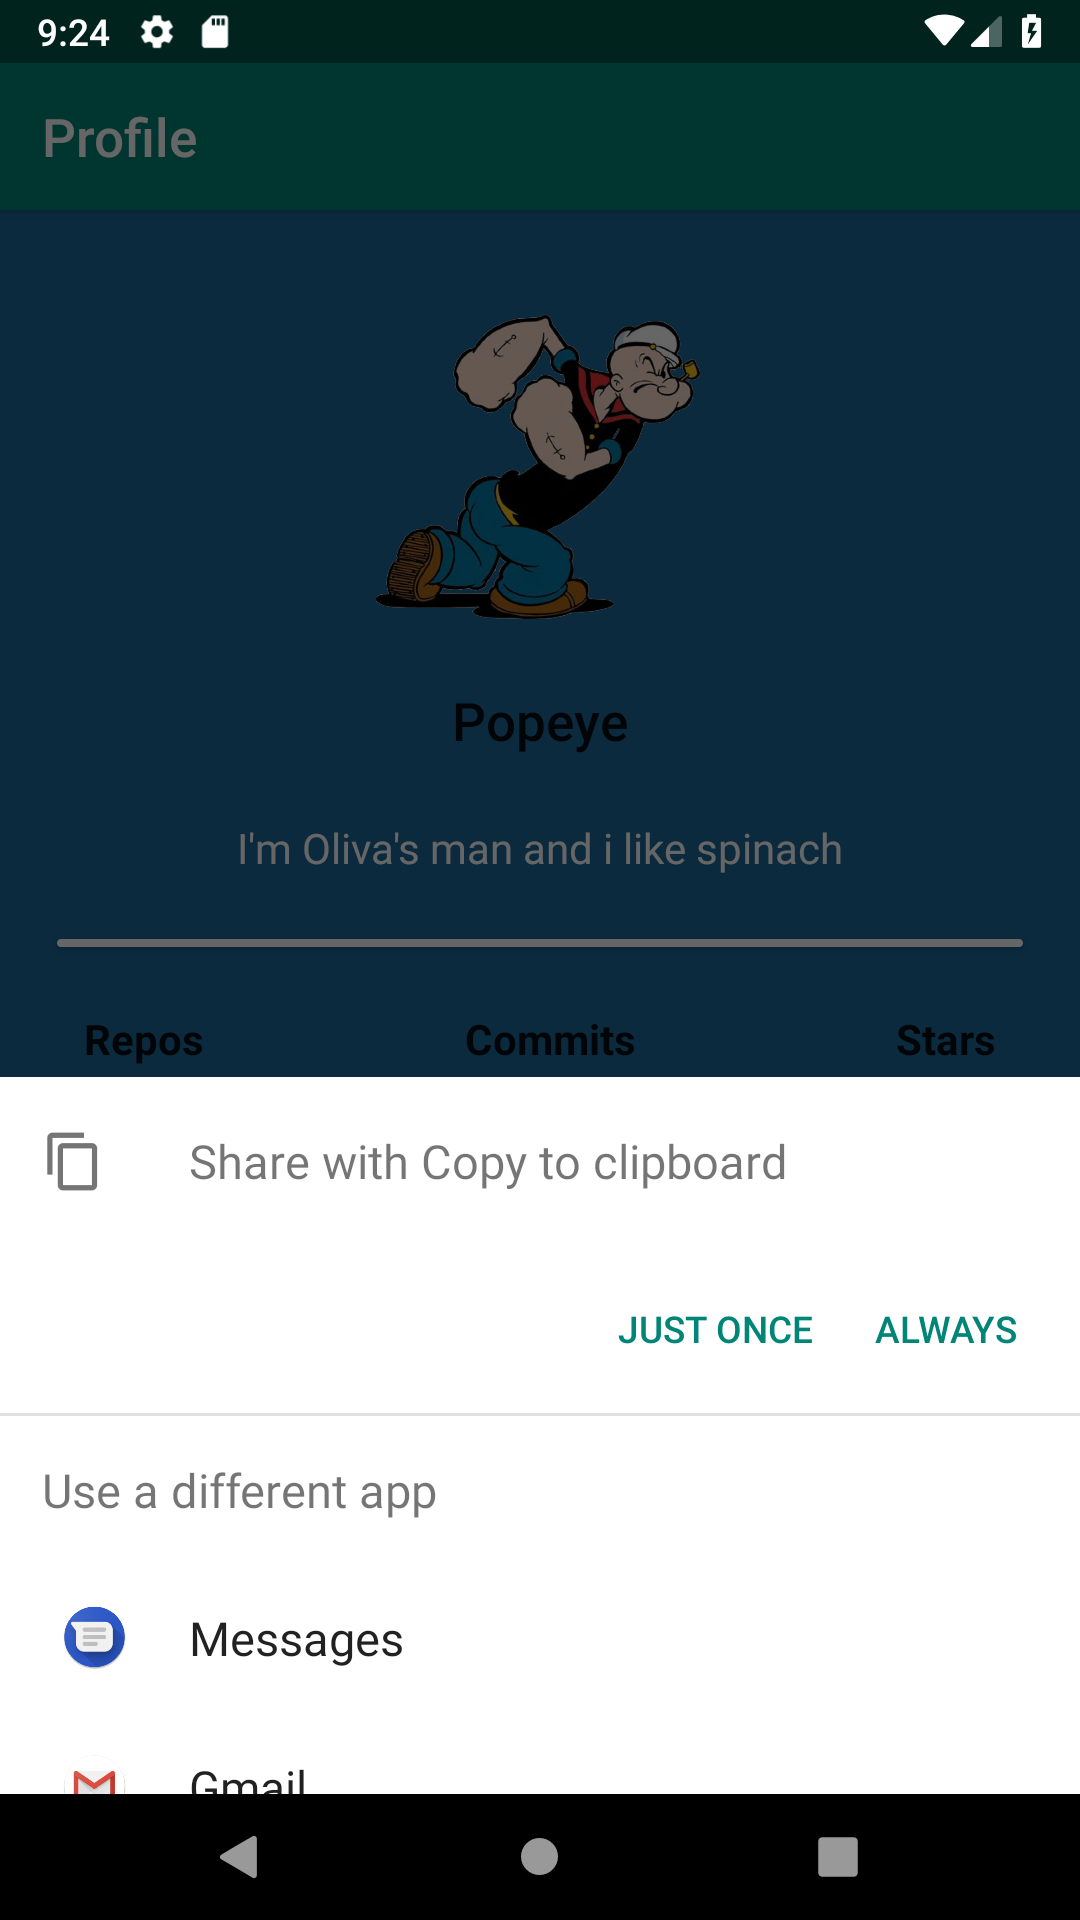 9:24
Profile
Popeye
I'm Oliva's man and i like spinach
Repos Commits Stars
Share with Copy to clipboard
JUST ONCE ALWAYS
Use a different app
Messages
Gmail